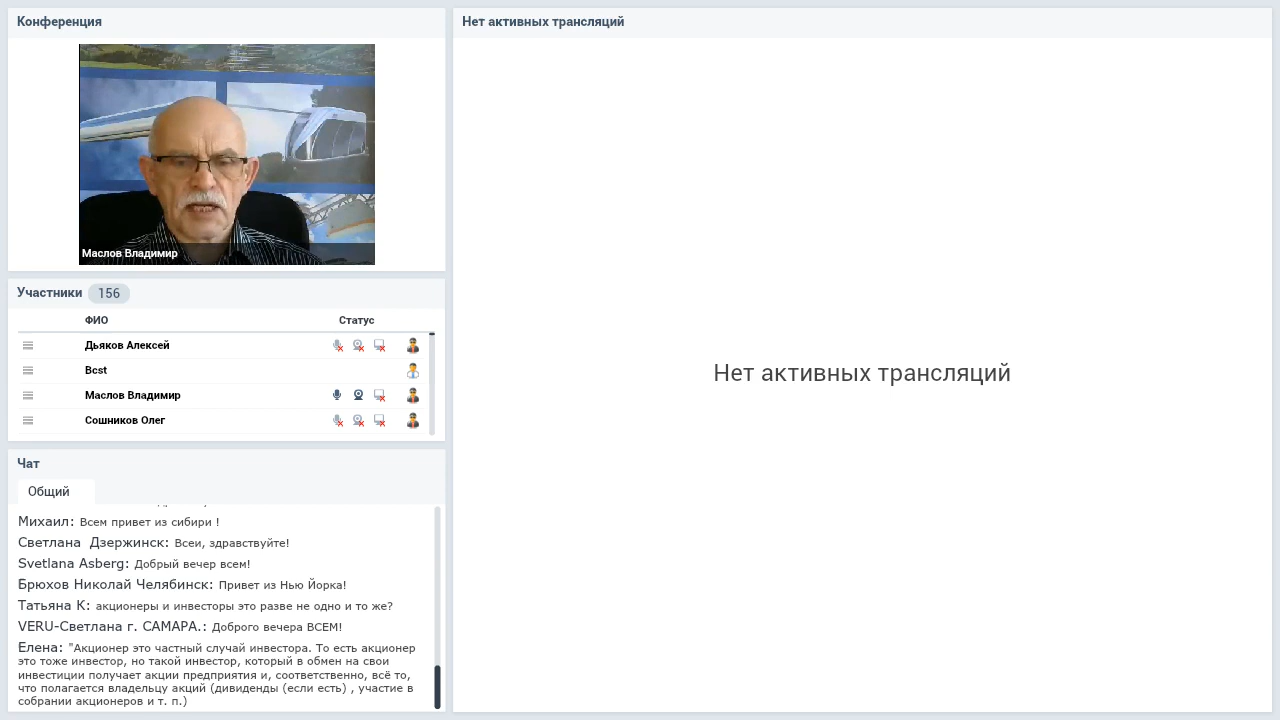 Конференция
Маслов Владимир
Участники 156
ФИО Статус
Дьяков Алексей
Bcst
Маслов Владимир
Сошников Олег
Чат
Общий
Михаил: Всем привет из сибири !
Светлана Дзержинск: Всеи, здравствуйте!
Svetlana Asberg: Добрый вечер всем!
Брюхов Николай Челябинск: Привет из Нью Йорка!
Татьяна К: акционеры и инвесторы это разве не одно и то же?
VERU-Светлана г. САМАРА.: Доброго вечера ВСЕМ!
Елена: "Акционер это частный случай инвестора. То есть акционер
это тоже инвестор, но такой инвестор, который в обмен на свои
инвестиции получает акции предприятия и, соответственно, всё то,
что полагается владельцу акций (дивиденды (если есть) , участие в
собрании акционеров и т. п.)
Нет активных трансляций
Нет активных трансляций